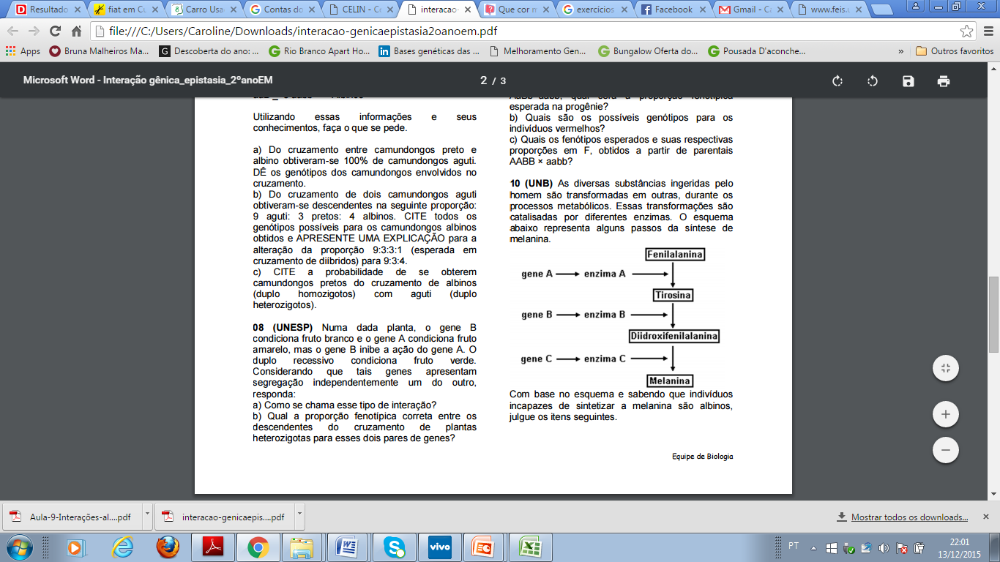 Resultado
fiat em Cu
Carro Usa
Contas do
CELIN - Ce
interacao-
Que cor m
exercícios
Facebook
Gmail - Ca
www.feis.u
file:///C:/Users/Caroline/Downloads/interacao-genicaepistasia2oanoem.pdf
Apps
Bruna Malheiros Ma...
Descoberta do ano: ...
Rio Branco Apart Ho...
Bases genéticas das ...
Melhoramento Gen...
Bungalow Oferta do...
Pousada D'aconche...
»
Outros favoritos
Microsoft Word - Interação gênica_epistasia_2ºanoEM
2 / 3
Utilizando essas informações e seus
conhecimentos, faça o que se pede.
a) Do cruzamento entre camundongos preto e
albino obtiveram-se 100% de camundongos aguti.
DÊ os genótipos dos camundongos envolvidos no
cruzamento.
b) Do cruzamento de dois camundongos aguti
obtiveram-se descendentes na seguinte proporção:
9 aguti: 3 pretos: 4 albinos. CITE todos os
genótipos possíveis para os camundongos albinos
obtidos e APRESENTE UMA EXPLICAÇÃO para a
alteração da proporção 9:3:3:1 (esperada em
cruzamento de diíbridos) para 9:3:4.
c) CITE a probabilidade de se obterem
camundongos pretos do cruzamento de albinos
(duplo homozigotos) com aguti (duplo
heterozigotos).
08 (UNESP) Numa dada planta, o gene B
condiciona fruto branco e o gene A condiciona fruto
amarelo, mas o gene B inibe a ação do gene A. O
duplo recessivo condiciona fruto verde.
Considerando que tais genes apresentam
segregação independentemente um do outro,
responda:
a) Como se chama esse tipo de interação?
b) Qual a proporção fenotípica correta entre os
descendentes do cruzamento de plantas
heterozigotas para esses dois pares de genes?
esperada na progênie?
b) Quais são os possíveis genótipos para os
indivíduos vermelhos?
c) Quais os fenótipos esperados e suas respectivas
proporções em F, obtidos a partir de parentais
AABB × aabb?
10 (UNB) As diversas substâncias ingeridas pelo
homem são transformadas em outras, durante os
processos metabólicos. Essas transformações são
catalisadas por diferentes enzimas. O esquema
abaixo representa alguns passos da síntese de
melanina.
Fenilalanina
gene A enzima A
Tirosina
gene B enzima B
Diidroxifenilalanina
gene C enzima C
Melanina
Com base no esquema e sabendo que indivíduos
incapazes de sintetizar a melanina são albinos,
julgue os itens seguintes.
Equipe de Biologia
Aula-9-Interações-al....pdf
interacao-genicaepis....pdf
Mostrar todos os downloads...
vivo
PT
22:01
13/12/2015